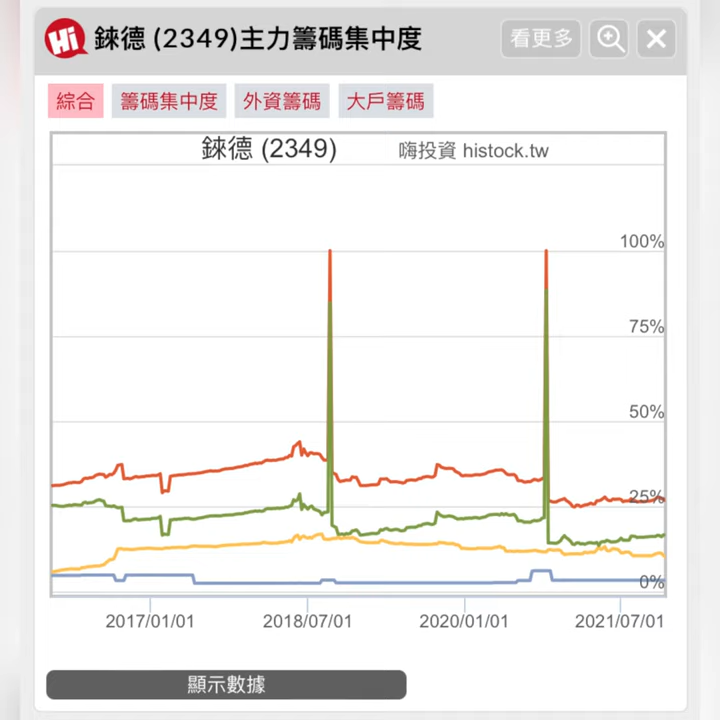 Hi 錸德 (2349)主力籌碼集中度 看更多
綜合 籌碼集中度 外資籌碼 大戶籌碼
錸德 (2349) 嗨投資 histock.tw
100%
75%
50%
25%
0%
2017/01/01 2018/07/01 2020/01/01 2021/07/01
顯示數據